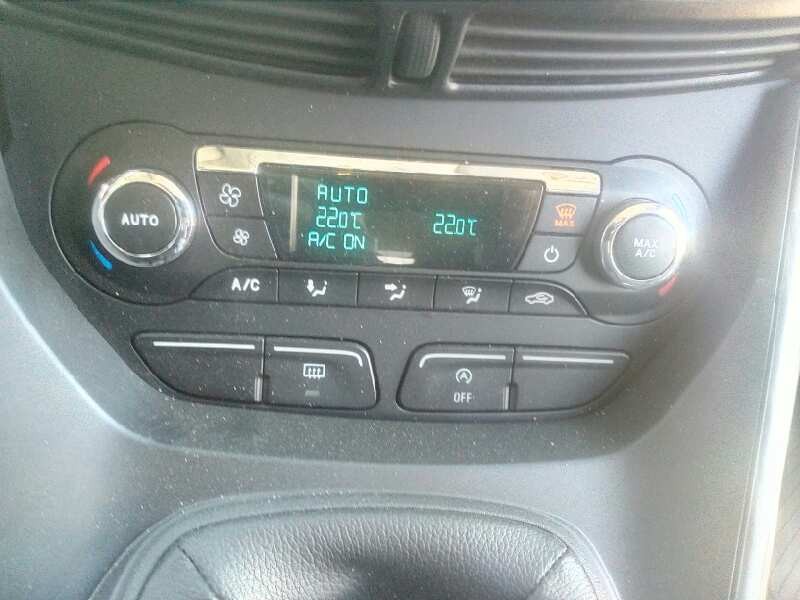 AUTO
AUTO
22.0°C 22.0°C
A/C ON
MAX
MAX
A/C
A/C
OFF